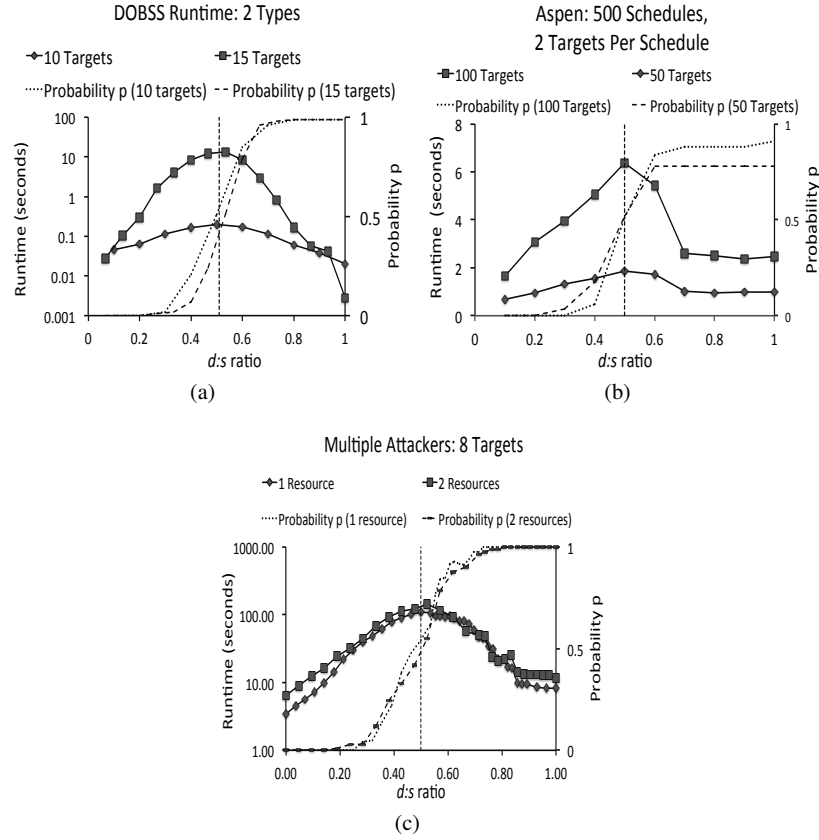 DOBSS Runtime: 2 Types
10 Targets
15 Targets
Probability p (10 targets)
Probability p (15 targets)
100
10
1
0.1
0.01
0.001
Runtime (seconds)
1
0.5
0
Probability p
0
0.2
0.4
0.6
0.8
1
d:s ratio
(a)
Aspen: 500 Schedules,
2 Targets Per Schedule
100 Targets
50 Targets
Probability p (100 Targets)
Probability p (50 Targets)
8
6
4
2
0
Runtime (seconds)
1
0.5
0
Probability p
0
0.2
0.4
0.6
0.8
1
d:s ratio
(b)
Multiple Attackers: 8 Targets
1 Resource
2 Resources
Probability p (1 resource)
Probability p (2 resources)
1000.00
100.00
10.00
1.00
Runtime (seconds)
1
0.5
0
Probability p
0.00
0.20
0.40
0.60
0.80
1.00
d:s ratio
(c)